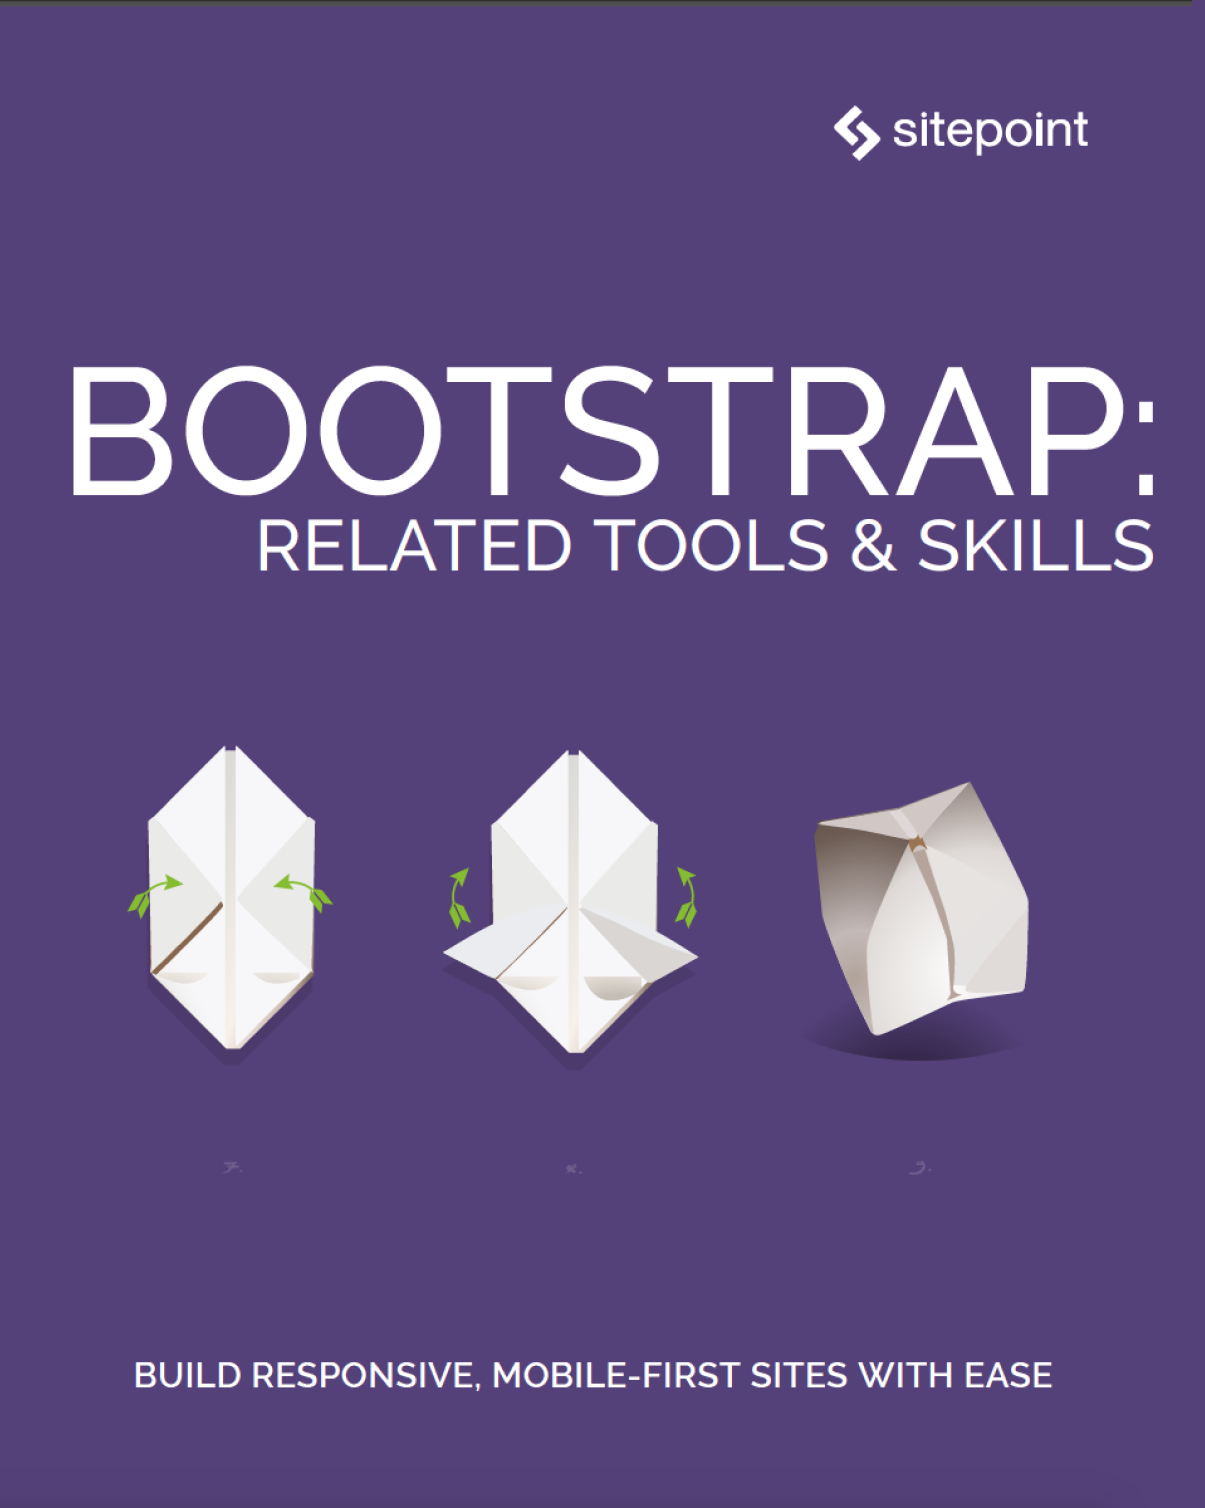 sitepoint
BOOTSTRAP:
RELATED TOOLS & SKILLS
BUILD RESPONSIVE, MOBILE-FIRST SITES WITH EASE